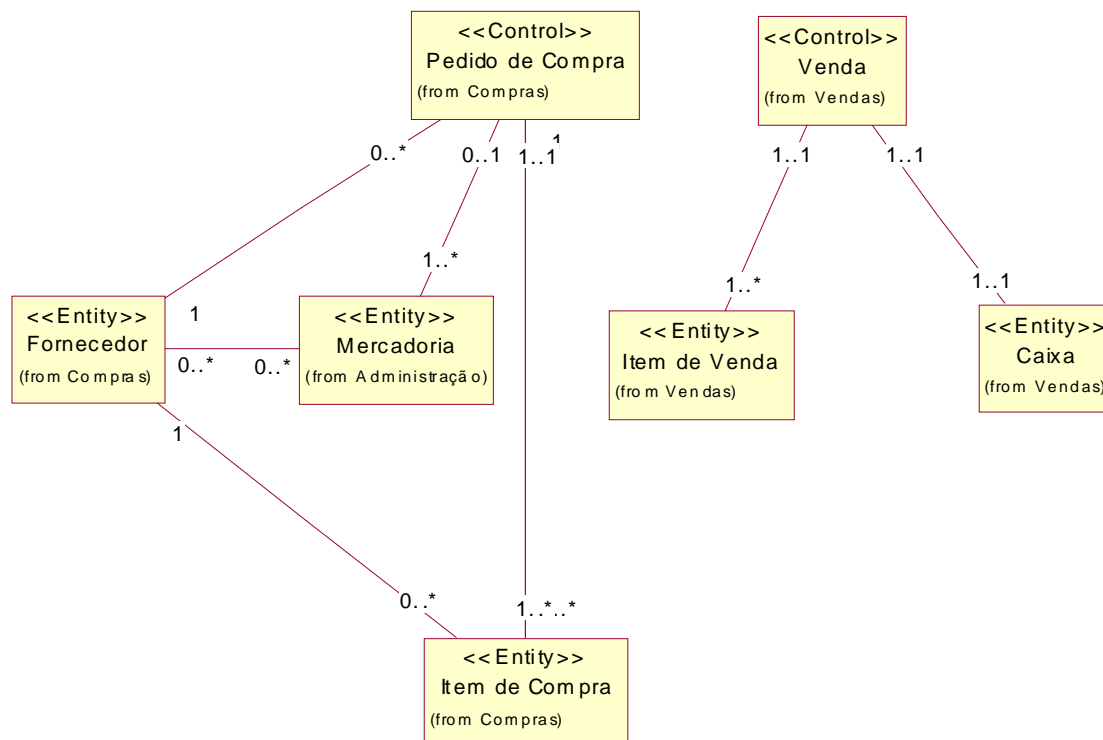 <<Control>>
Pedido de Compra
(from Compras)
<<Control>>
Venda
(from Vendas)
0..*
0..1
1..1
1
1..1
1..1
1..*
1..*
1..1
<<Entity>>
Fornecedor
(from Compras)
1
<<Entity>>
Mercadoria
(from Administração)
0..*
0..*
<<Entity>>
Item de Venda
(from Vendas)
<<Entity>>
Caixa
(from Vendas)
1
0..*
1..*..*
<<Entity>>
Item de Compra
(from Compras)